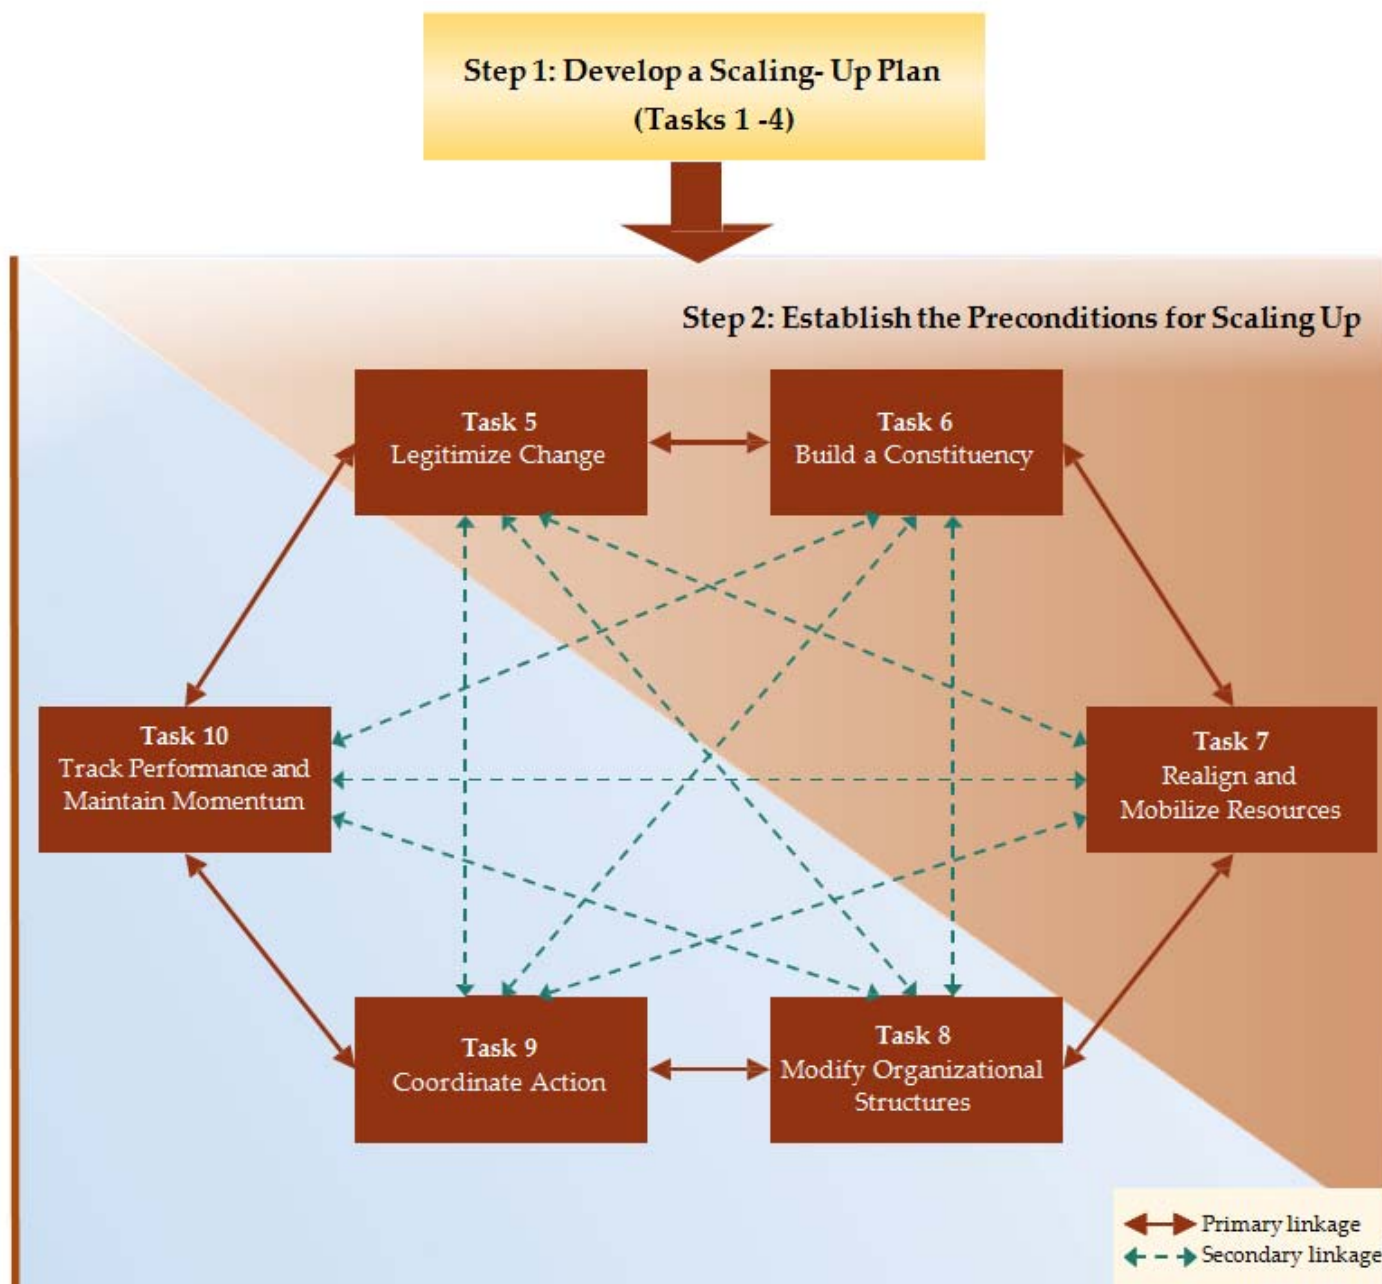 Step 1: Develop a Scaling- Up Plan
(Tasks 1 -4)
Step 2: Establish the Preconditions for Scaling Up
Task 5
Legitimize Change
Task 6
Build a Constituency
Task 10
Track Performance and
Maintain Momentum
Task 7
Realign and
Mobilize Resources
Task 9
Coordinate Action
Task 8
Modify Organizational
Structures
Primary linkage
Secondary linkage